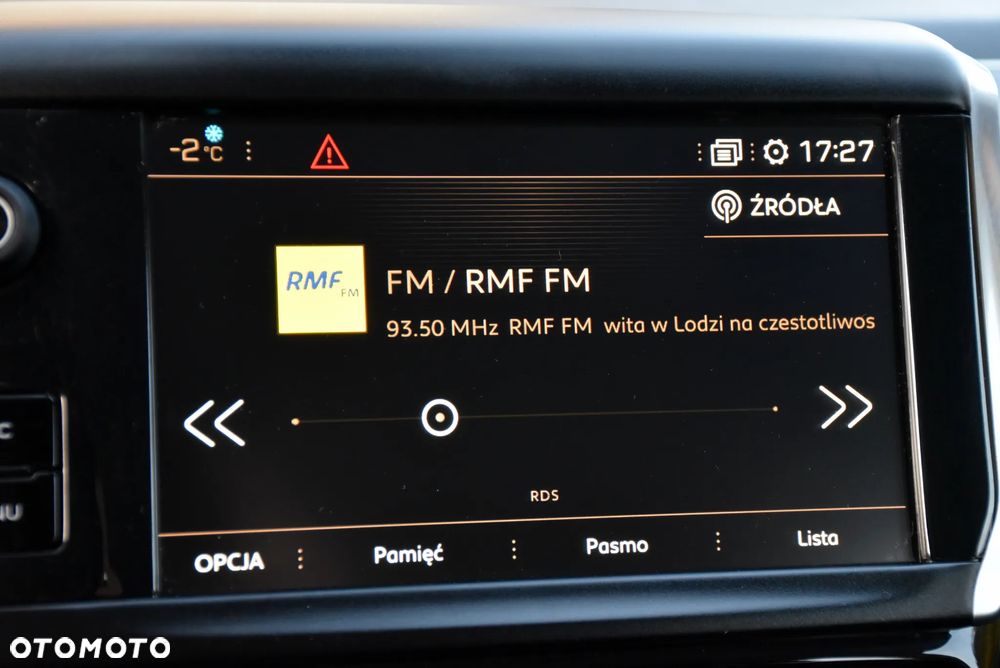 -2°C
17:27
ŹRÓDŁA
RMF FM
FM / RMF FM
93.50 MHz RMF FM wita w Lodzi na czestotliwos
RDS
OPCJA
Pamięć
Pasmo
Lista
C
NU
OTOMOTO